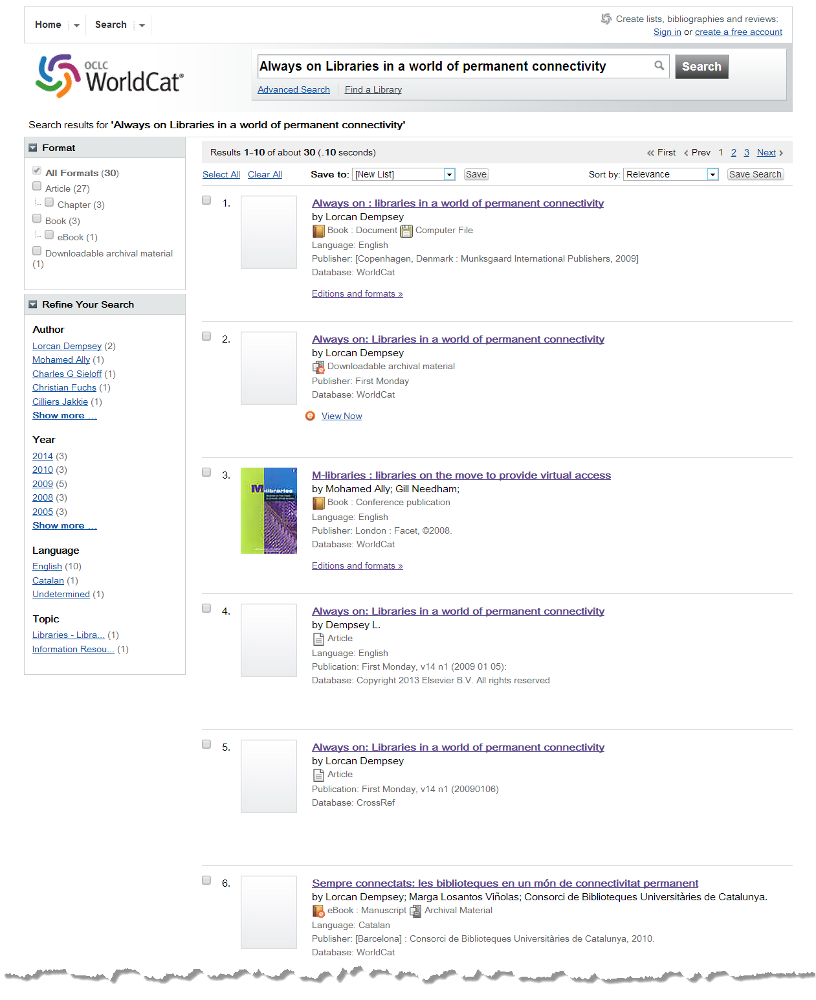 Home
Search
Create lists, bibliographies and reviews:
Sign in or create a free account
OCLC
WorldCat®
Always on Libraries in a world of permanent connectivity
Search
Advanced Search
Find a Library
Search results for 'Always on Libraries in a world of permanent connectivity'
Format
All Formats (30)
Article (27)
Chapter (3)
Book (3)
eBook (1)
Downloadable archival material
(1)
Refine Your Search
Author
Lorcan Dempsey (2)
Mohamed Ally (1)
Charles G Sieloff (1)
Christian Fuchs (1)
Cilliers Jakkie (1)
Show more ...
Year
2014 (3)
2010 (3)
2009 (5)
2008 (3)
2005 (3)
Show more ...
Language
English (10)
Catalan (1)
Undetermined (1)
Topic
Libraries - Libra... (1)
Information Resou... (1)
Results 1-10 of about 30 (.10 seconds)
« First ‹ Prev 1 2 3 Next ›
Select All Clear All Save to: [New List] Save Sort by: Relevance Save Search
1. Always on : libraries in a world of permanent connectivity
by Lorcan Dempsey
Book : Document Computer File
Language: English
Publisher: [Copenhagen, Denmark : Munksgaard International Publishers, 2009]
Database: WorldCat
Editions and formats »
2. Always on: Libraries in a world of permanent connectivity
by Lorcan Dempsey
Downloadable archival material
Publisher: First Monday
Database: WorldCat
View Now
3. M-libraries : libraries on the move to provide virtual access
M-libraries
by Mohamed Ally; Gill Needham;
Book : Conference publication
Language: English
Publisher: London : Facet, ©2008.
Database: WorldCat
Editions and formats »
4. Always on: Libraries in a world of permanent connectivity
by Dempsey L.
Article
Language: English
Publication: First Monday, v14 n1 (2009 01 05):
Database: Copyright 2013 Elsevier B.V. All rights reserved
5. Always on: Libraries in a world of permanent connectivity
by Lorcan Dempsey
Article
Publication: First Monday, v14 n1 (20090106)
Database: CrossRef
6. Sempre connectats: les biblioteques en un món de connectivitat permanent
by Lorcan Dempsey; Marga Losantos Viñolas; Consorci de Biblioteques Universitàries de Catalunya.
eBook : Manuscript Archival Material
Language: Catalan
Publisher: [Barcelona] : Consorci de Biblioteques Universitàries de Catalunya, 2010.
Database: WorldCat